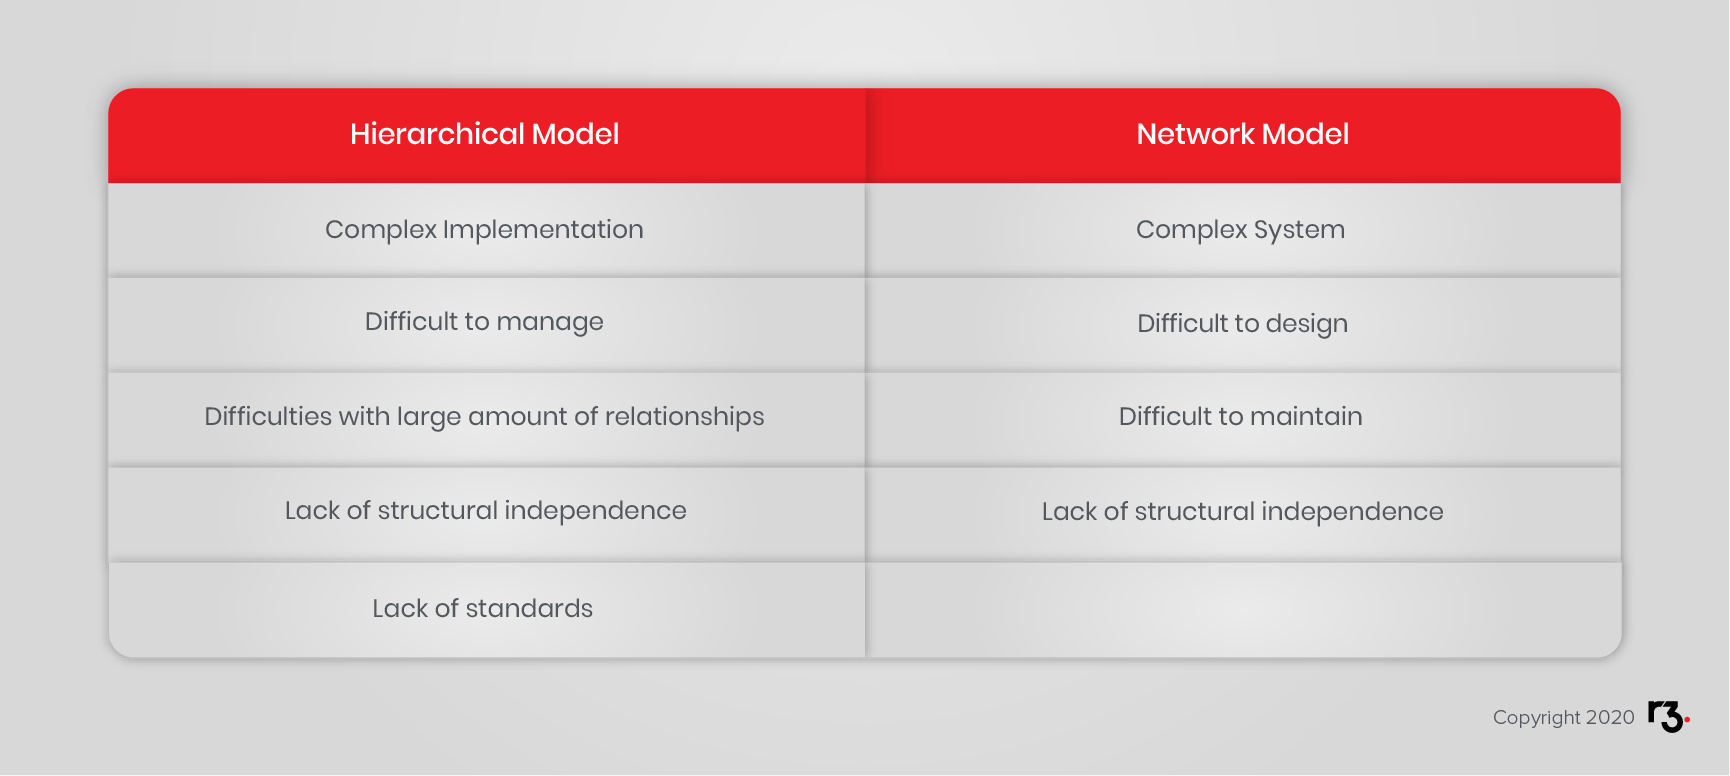 Hierarchical Model
Network Model
Complex Implementation
Complex System
Difficult to manage
Difficult to design
Difficulties with large amount of relationships
Difficult to maintain
Lack of structural independence
Lack of structural independence
Lack of standards
Copyright 2020 r3.